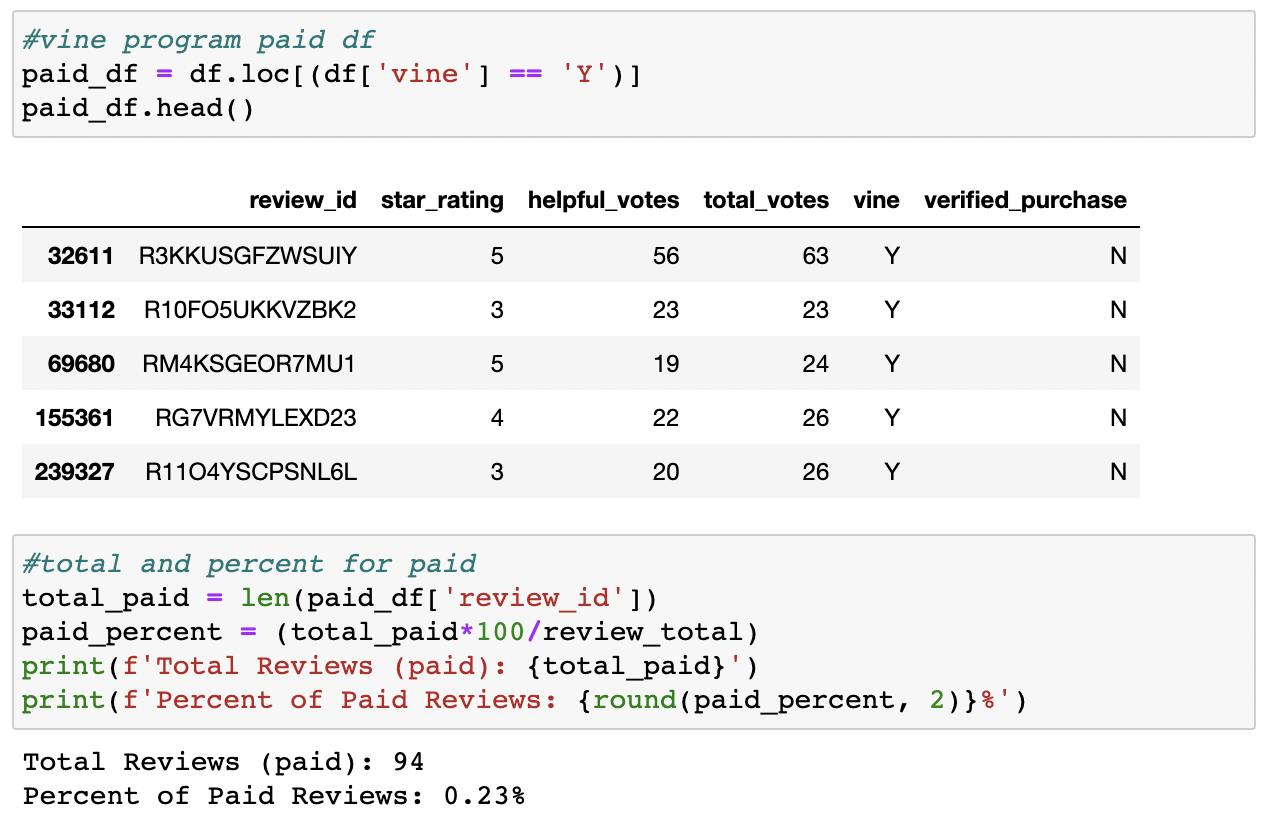 #vine program paid df
paid_df = df.loc[(df['vine'] == 'Y')]
paid_df.head()
review_id star_rating helpful_votes total_votes vine verified_purchase
32611 R3KKUSGFZWSUIY 5 56 63 Y N
33112 R10FO5UKKVZBK2 3 23 23 Y N
69680 RM4KSGEOR7MU1 5 19 24 Y N
155361 RG7VRMYLEXD23 4 22 26 Y N
239327 R11O4YSCPSNL6L 3 20 26 Y N
#total and percent for paid
total_paid = len(paid_df['review_id'])
paid_percent = (total_paid*100/review_total)
print(f'Total Reviews (paid): {total_paid}')
print(f'Percent of Paid Reviews: {round(paid_percent, 2)}%')
Total Reviews (paid): 94
Percent of Paid Reviews: 0.23%